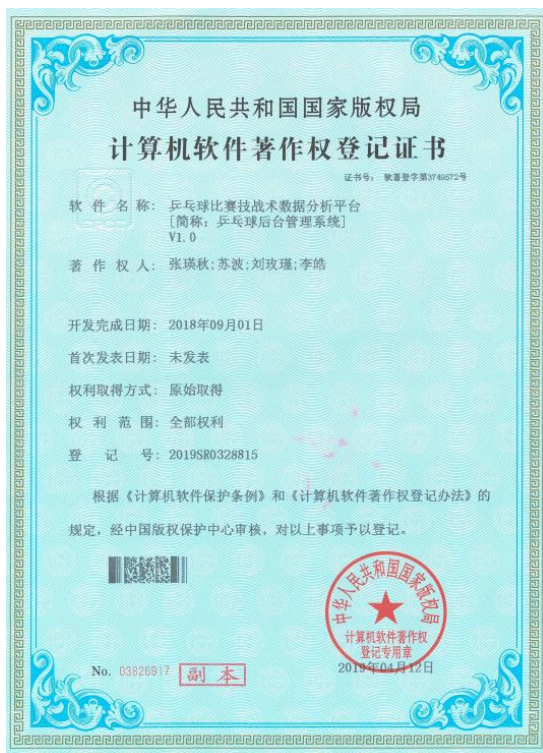 中华人民共和国国家版权局
计算机软件著作权登记证书
证书号： 软著登字第3749572号
软件名称： 乒乓球比赛技战术数据分析平台
[简称：乒乓球后台管理系统]
V1.0
著作权人： 张瑛秋;苏波;刘玫瑾;李皓
开发完成日期： 2018年09月01日
首次发表日期： 未发表
权利取得方式： 原始取得
权利范围： 全部权利
登记号： 2019SR0328815
根据《计算机软件保护条例》和《计算机软件著作权登记办法》的
规定，经中国版权保护中心审核，对以上事项予以登记。
中华人民共和国国家版权局
计算机软件著作权
登记专用章
No. 03826917 副本
2019年04月12日